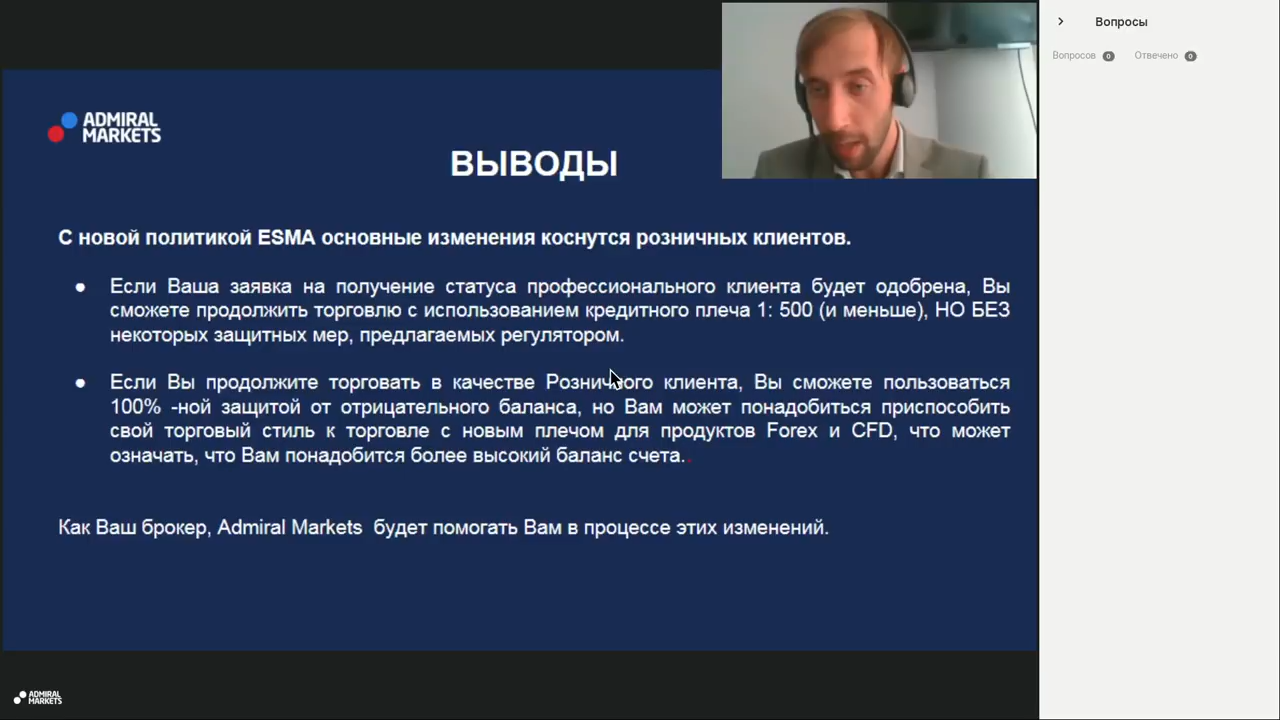 ADMIRAL
MARKETS
ВЫВОДЫ
С новой политикой ESMA основные изменения коснутся розничных клиентов.
● Если Ваша заявка на получение статуса профессионального клиента будет одобрена, Вы
сможете продолжить торговлю с использованием кредитного плеча 1: 500 (и меньше), НО БЕЗ
некоторых защитных мер, предлагаемых регулятором.
● Если Вы продолжите торговать в качестве Розничного клиента, Вы сможете пользоваться
100% -ной защитой от отрицательного баланса, но Вам может понадобиться приспособить
свой торговый стиль к торговле с новым плечом для продуктов Forex и CFD, что может
означать, что Вам понадобится более высокий баланс счета..
Как Ваш брокер, Admiral Markets будет помогать Вам в процессе этих изменений.
ADMIRAL
MARKETS
Вопросы
Вопросов 0 Отвечено 0